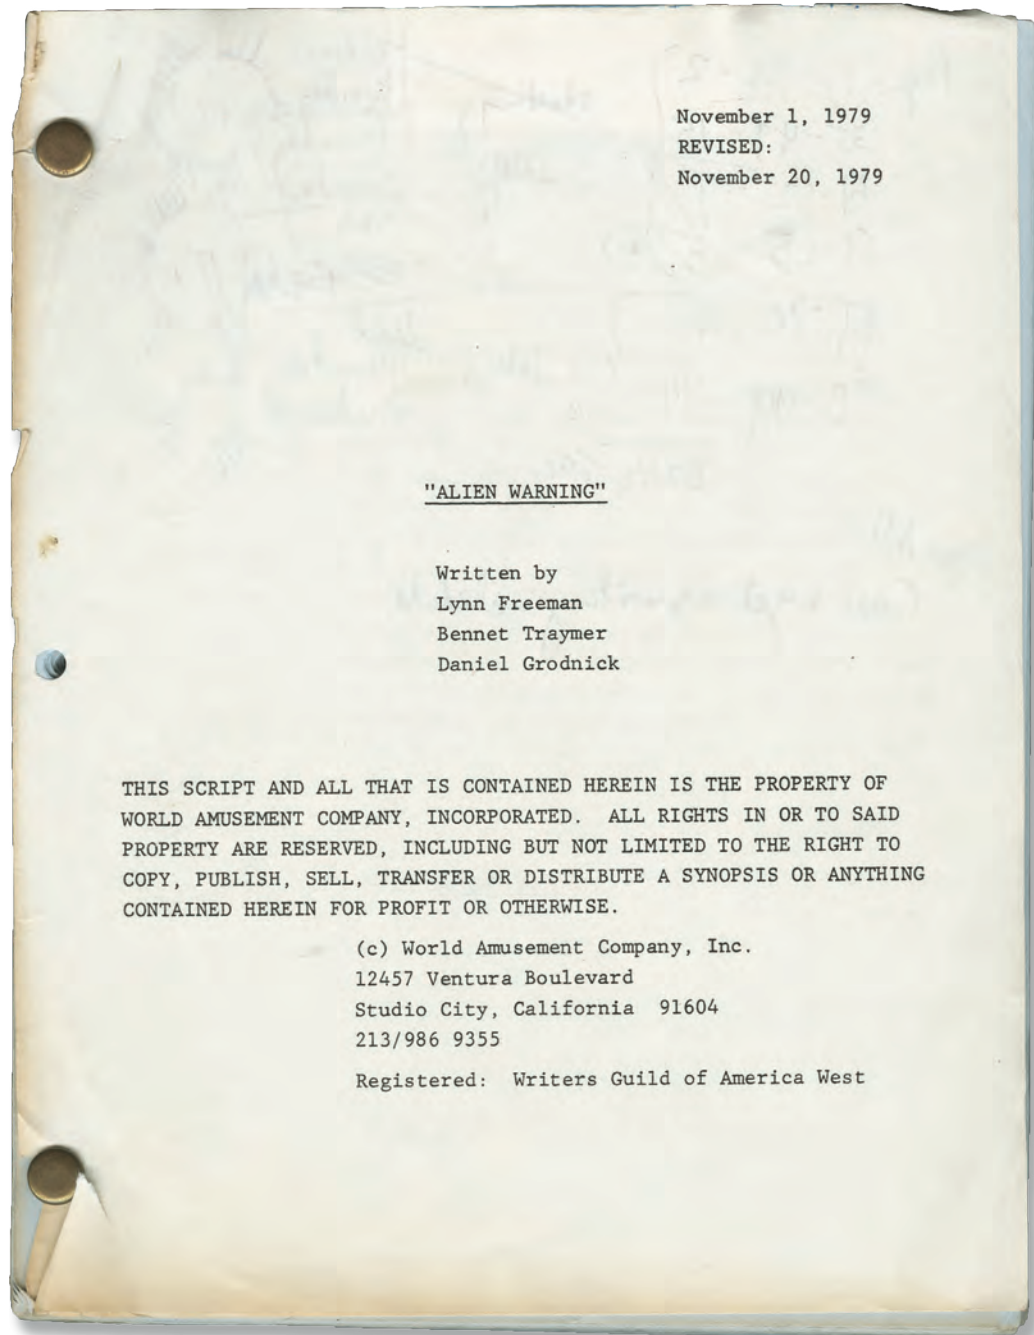 November 1, 1979
REVISED:
November 20, 1979
"ALIEN WARNING"
Written by
Lynn Freeman
Bennet Traymer
Daniel Grodnick
THIS SCRIPT AND ALL THAT IS CONTAINED HEREIN IS THE PROPERTY OF
WORLD AMUSEMENT COMPANY, INCORPORATED.  ALL RIGHTS IN OR TO SAID
PROPERTY ARE RESERVED, INCLUDING BUT NOT LIMITED TO THE RIGHT TO
COPY, PUBLISH, SELL, TRANSFER OR DISTRIBUTE A SYNOPSIS OR ANYTHING
CONTAINED HEREIN FOR PROFIT OR OTHERWISE.
(c) World Amusement Company, Inc.
12457 Ventura Boulevard
Studio City, California  91604
213/986 9355
Registered:  Writers Guild of America West